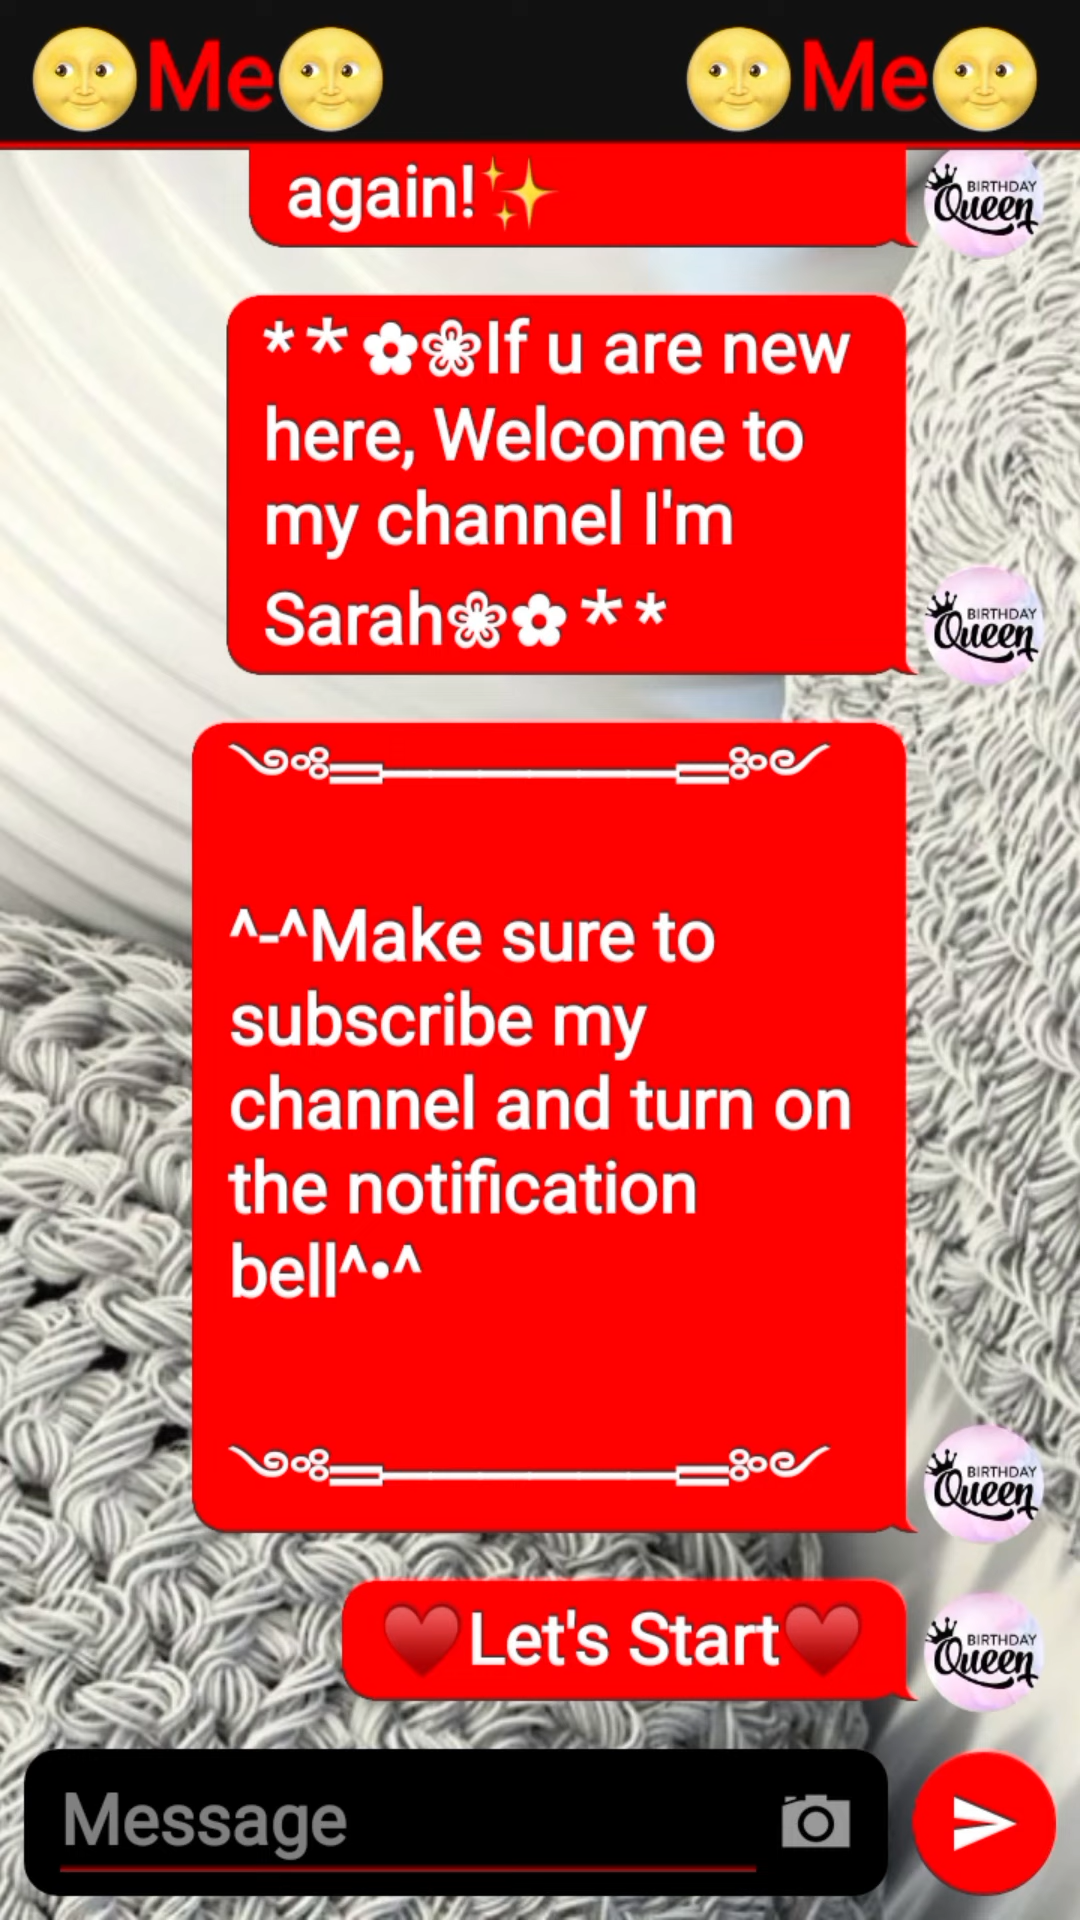 🌝Me🌝 🌝Me🌝
again!✨
BIRTHDAY
Queen
**✿❀If u are new
here, Welcome to
my channel I'm
Sarah❀✿**
BIRTHDAY
Queen
༺═──────────═༻
^-^Make sure to
subscribe my
channel and turn on
the notification
bell^•^
༺═──────────═༻
BIRTHDAY
Queen
♥️Let's Start♥️
BIRTHDAY
Queen
Message